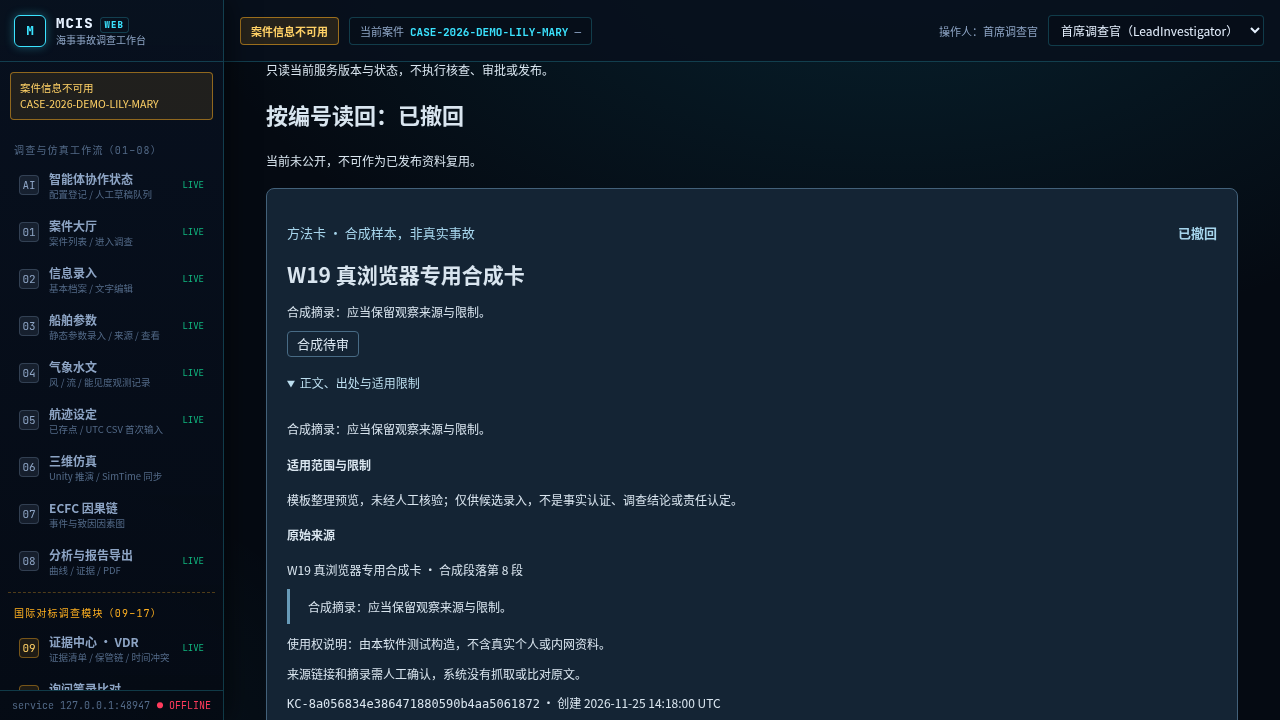 M
MCIS WEB
海事事故调查工作台
案件信息不可用
当前案件 CASE-2026-DEMO-LILY-MARY —
操作人: 首席调查官
首席调查官（LeadInvestigator）
案件信息不可用
CASE-2026-DEMO-LILY-MARY
调查与仿真工作流（01-08）
AI
智能体协作状态
配置登记 / 人工草稿队列
LIVE
01
案件大厅
案件列表 / 进入调查
LIVE
02
信息录入
基本档案 / 文字编辑
LIVE
03
船舶参数
静态参数录入 / 来源 / 查看
LIVE
04
气象水文
风 / 流 / 能见度观测记录
LIVE
05
航迹设定
已存点 / UTC CSV 首次输入
LIVE
06
三维仿真
Unity 推演 / SimTime 同步
07
ECFC 因果链
事件与致因因素图
08
分析与报告导出
曲线 / 证据 / PDF
LIVE
国际对标调查模块（09-17）
09
证据中心 · VDR
证据清单 / 保管链 / 时间冲突
LIVE
询问笔录比对
service 127.0.0.1:48947 ● OFFLINE
只读当前服务版本与状态，不执行核查、审批或发布。
按编号读回：已撤回
当前未公开，不可作为已发布资料复用。
方法卡 · 合成样本，非真实事故
已撤回
W19 真浏览器专用合成卡
合成摘录：应当保留观察来源与限制。
合成待审
▼ 正文、出处与适用限制
合成摘录：应当保留观察来源与限制。
适用范围与限制
模板整理预览，未经人工核验；仅供候选录入，不是事实认证、调查结论或责任认定。
原始来源
W19 真浏览器专用合成卡 · 合成段落第 8 段
合成摘录：应当保留观察来源与限制。
使用权说明：由本软件测试构造，不含真实个人或内网资料。
来源链接和摘录需人工确认，系统没有抓取或比对原文。
KC-8a056834e386471880590b4aa5061872 · 创建 2026-11-25 14:18:00 UTC